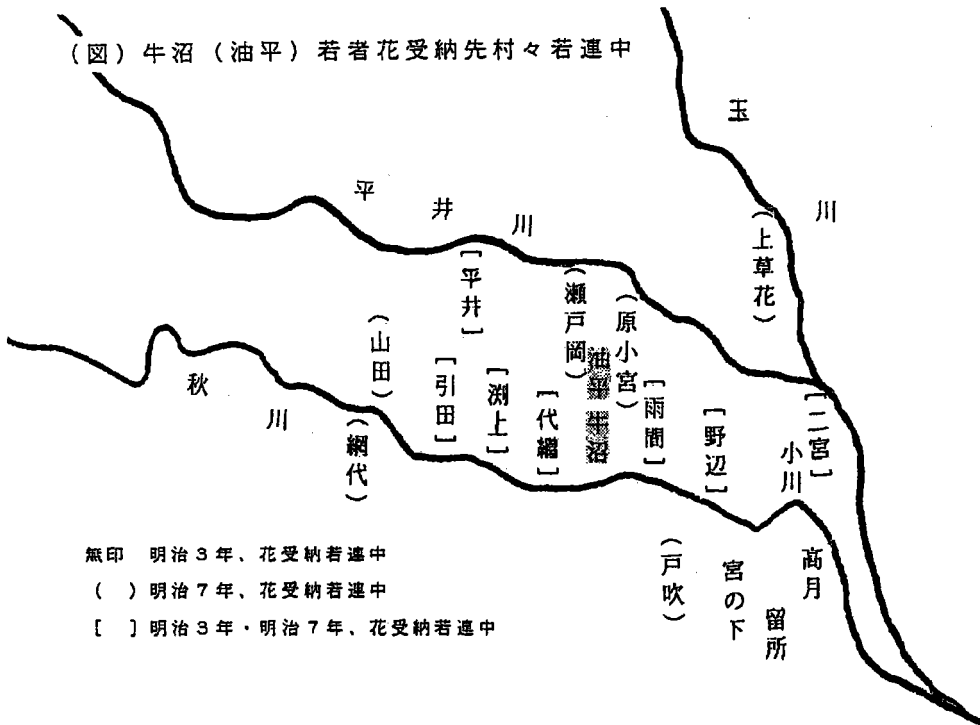 (図)牛沼(油平)若者花受納先村々若連中
玉川
平井川
秋川
(上草花)
[平井]
(瀬戸岡)
(原小宮)
(山田)
[引田]
[渕上]
[代継]
油平 牛沼
[雨間]
[野辺]
[二宮]
小川
(網代)
(戸吹)
宮の下
留所
高月
無印 明治3年、花受納若連中
( )明治7年、花受納若連中
[ ]明治3年・明治7年、花受納若連中